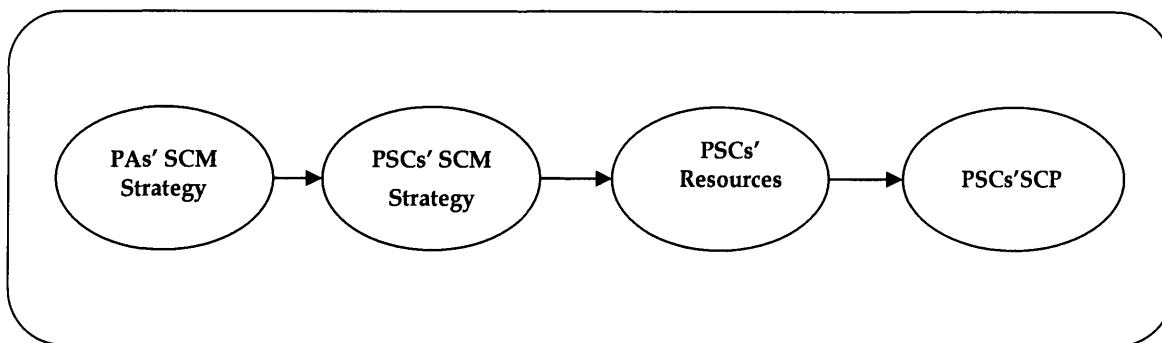 PAs' SCM
Strategy
PSCs' SCM
Strategy
PSCs'
Resources
PSCs'SCP